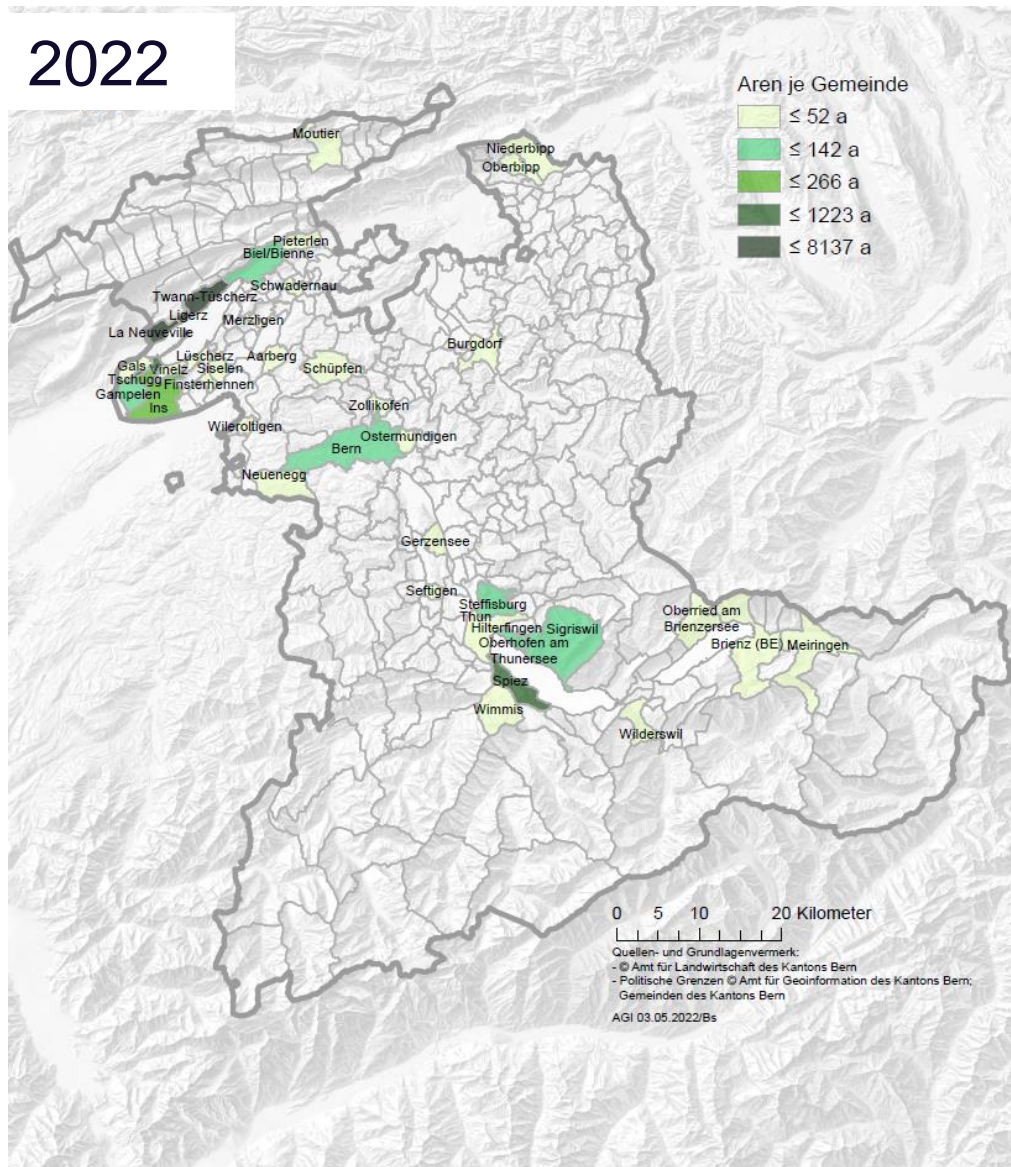 2022
Aren je Gemeinde
≤ 52 a
≤ 142 a
≤ 266 a
≤ 1223 a
≤ 8137 a
Moutier
Niederbipp
Oberbipp
Pieterlen
Biel/Bienne
Schwadernau
Twann-Tüscherz
Ligerz
Merzligen
La Neuveville
Burgdorf
Lüscherz
Aarberg
Gals
Vinelz
Siselen
Schüpfen
Tschugg
Finsterhennen
Gampelen
Ins
Zollikofen
Wileroltigen
Ostermundigen
Bern
Neuenegg
Gerzensee
Seftigen
Steffisburg
Thun
Hilterfingen
Sigriswil
Oberhofen am
Thunersee
Oberried am
Brienzersee
Brienz (BE)
Meiringen
Spiez
Wimmis
Wilderswil
0 5 10 20 Kilometer
Quellen- und Grundlagenvermerk:
- © Amt für Landwirtschaft des Kantons Bern
- Politische Grenzen © Amt für Geoinformation des Kantons Bern;
Gemeinden des Kantons Bern
AGI 03.05.2022/Bs